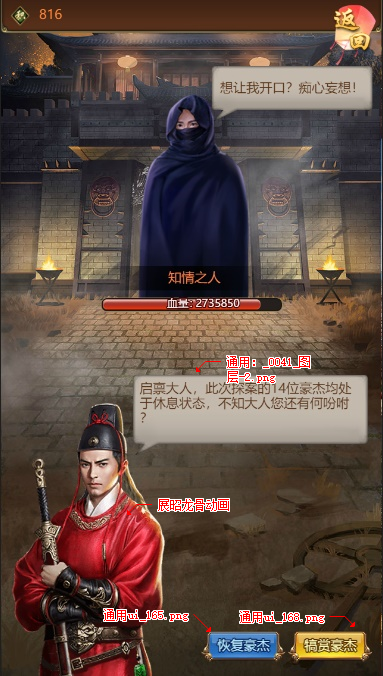 积 816
返回
想让我开口？痴心妄想！
知情之人
血量: 2735850
通用: _0041_图
层-2.png
启禀大人，此次探案的14位豪杰均处
于休息状态，不知大人您还有何吩咐
？
展昭龙骨动画
通用ui_165.png
通用ui_168.png
恢复豪杰
犒赏豪杰